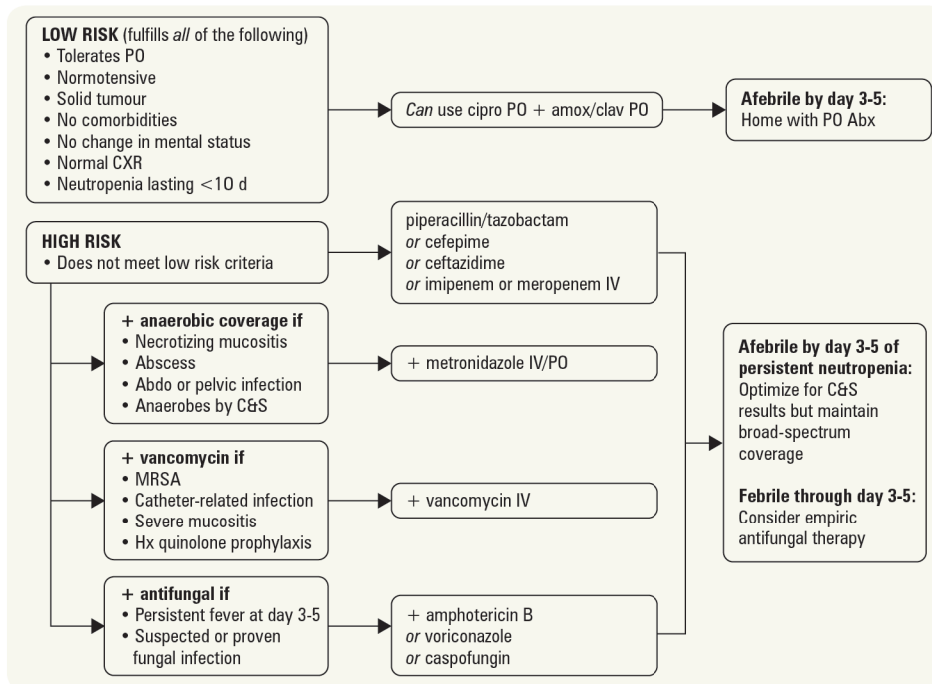 LOW RISK (fulfills all of the following)
• Tolerates PO
• Normotensive
• Solid tumour
• No comorbidities
• No change in mental status
• Normal CXR
• Neutropenia lasting <10 d
Can use cipro PO + amox/clav PO
Afebrile by day 3-5:
Home with PO Abx
HIGH RISK
• Does not meet low risk criteria
piperacillin/tazobactam
or cefepime
or ceftazidime
or imipenem or meropenem IV
+ anaerobic coverage if
• Necrotizing mucositis
• Abscess
• Abdo or pelvic infection
• Anaerobes by C&S
+ metronidazole IV/PO
+ vancomycin if
• MRSA
• Catheter-related infection
• Severe mucositis
• Hx quinolone prophylaxis
+ vancomycin IV
+ antifungal if
• Persistent fever at day 3-5
• Suspected or proven
fungal infection
+ amphotericin B
or voriconazole
or caspofungin
Afebrile by day 3-5 of
persistent neutropenia:
Optimize for C&S
results but maintain
broad-spectrum
coverage
Febrile through day 3-5:
Consider empiric
antifungal therapy